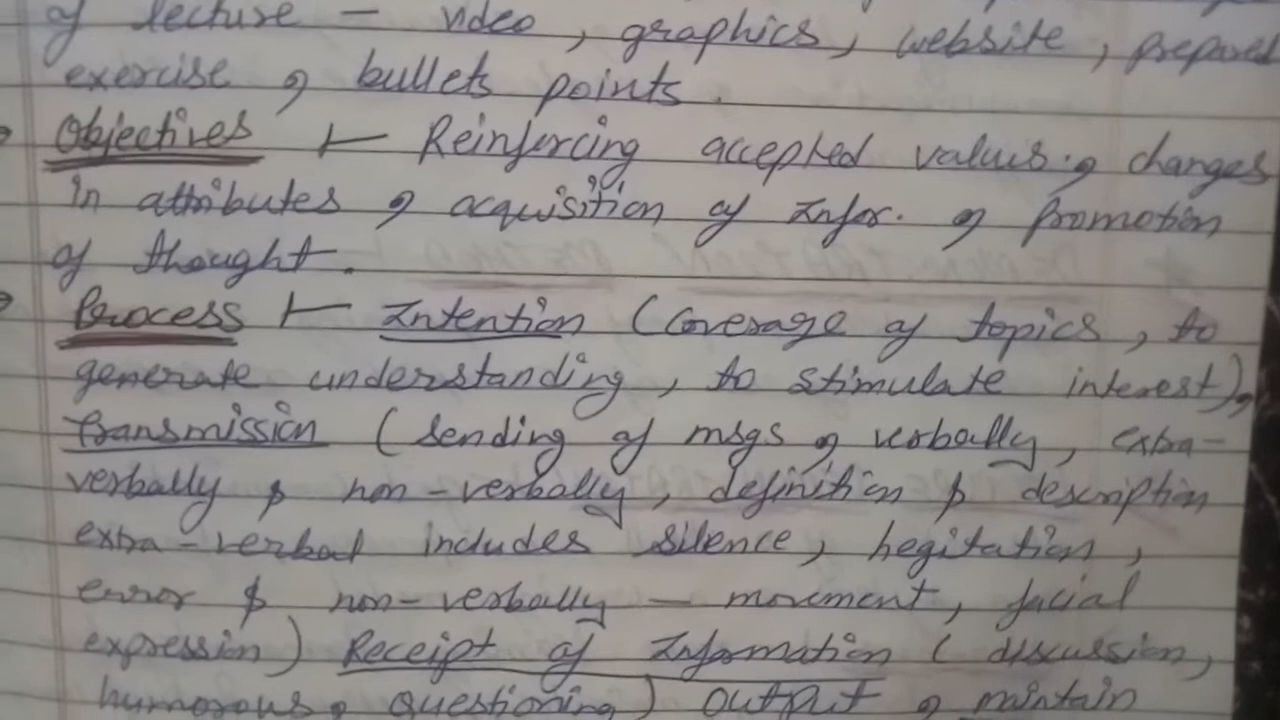 of lecture - video, graphics, website, prepared
exercise, bullets points.
Objectives :- Reinforcing accepted values, changes
in attributes, acquisition of Infor., Promotion
of thought.
Process :- Intention (Coverage of topics, to
generate understanding, to stimulate interest),
Transmission (sending of msgs, verbally, extra-
verbally & non-verbally, definition & description
extra-verbal includes silence, hegitation,
error & non-verbally - movement, facial
expression) Receipt of Information (discussion,
humorous, questioning) output, maintain